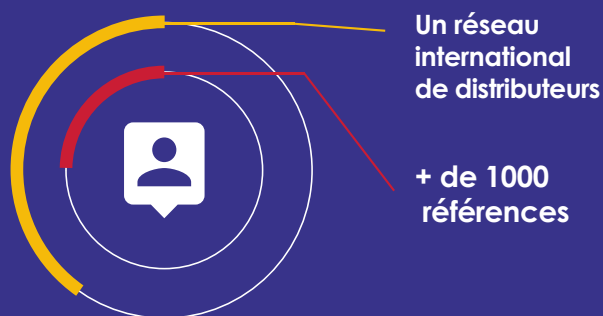 Un réseau
international
de distributeurs
+ de 1000
références